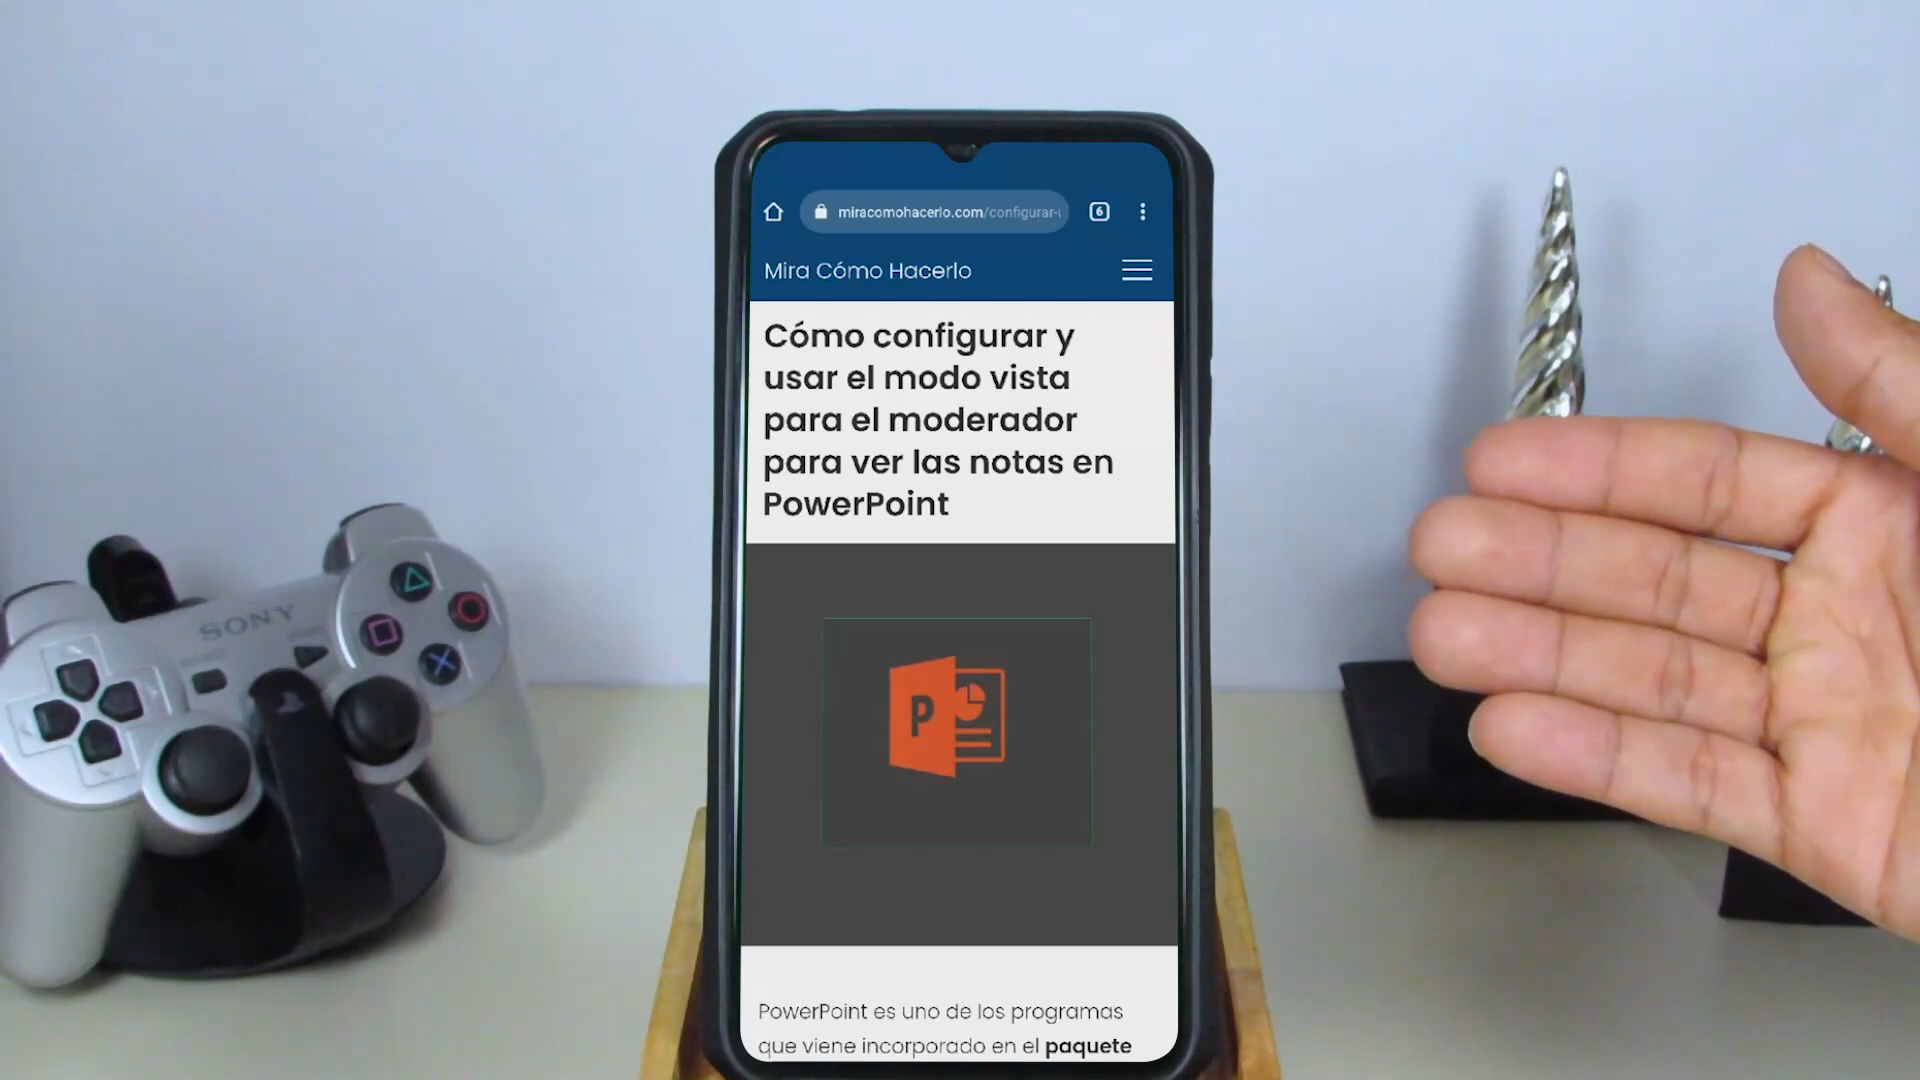 miracomohacerlo.com/configurar-
6
Mira Cómo Hacerlo
Cómo configurar y
usar el modo vista
para el moderador
para ver las notas en
PowerPoint
P
PowerPoint es uno de los programas
que viene incorporado en el paquete
SONY